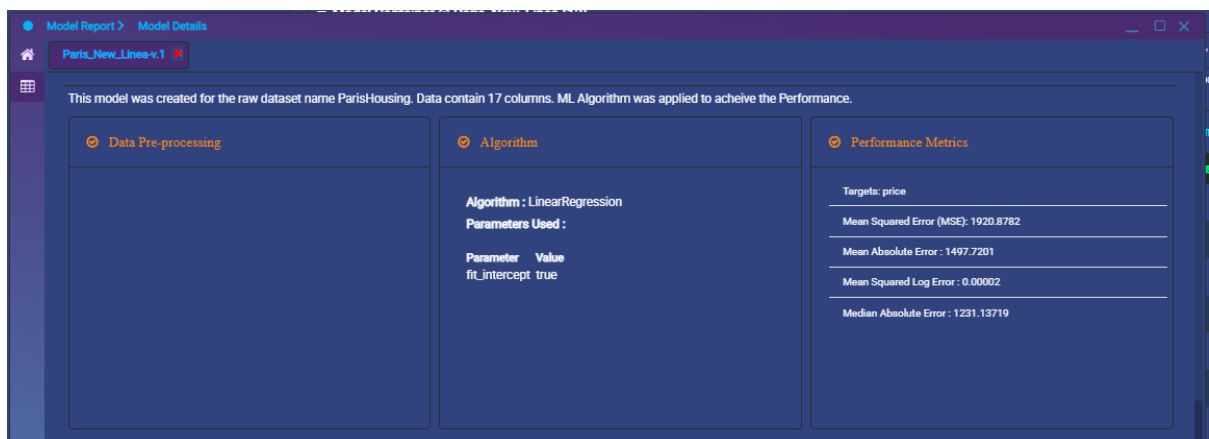 Model Report > Model Details
Paris_New_Linea-v.1
This model was created for the raw dataset name ParisHousing. Data contain 17 columns. ML Algorithm was applied to acheive the Performance.
Data Pre-processing
Algorithm
Algorithm : LinearRegression
Parameters Used :
Parameter Value
fit_intercept true
Performance Metrics
Targets: price
Mean Squared Error (MSE): 1920.8782
Mean Absolute Error : 1497.7201
Mean Squared Log Error : 0.00002
Median Absolute Error : 1231.13719